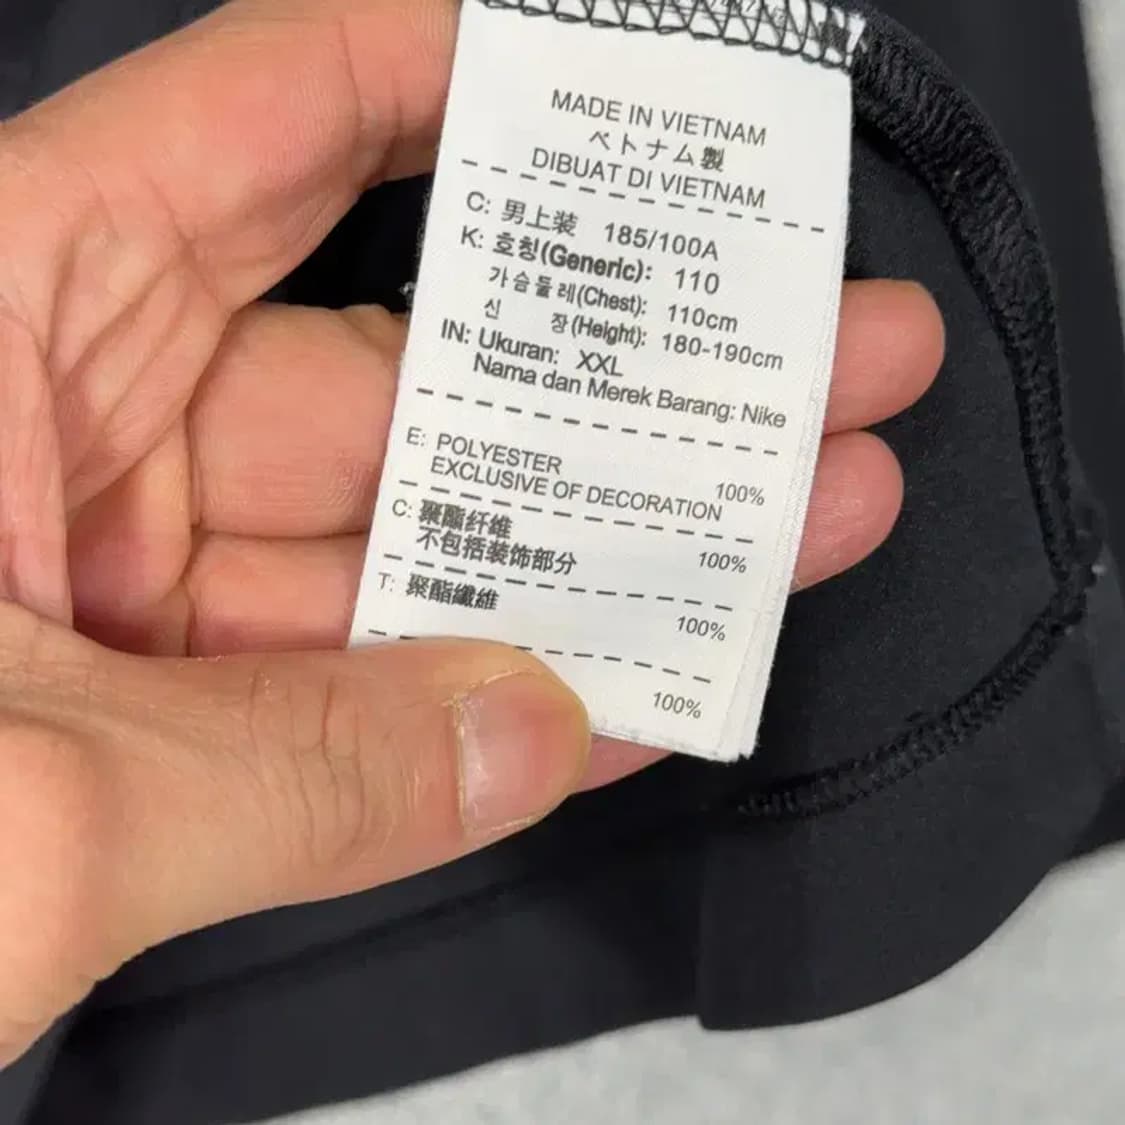 MADE IN VIETNAM
ベトナム製
DIBUAT DI VIETNAM
C: 男上装 185/100A
K: 호칭(Generic): 110
가슴둘레(Chest): 110cm
신 장(Height): 180-190cm
IN: Ukuran: XXL
Nama dan Merek Barang: Nike
E: POLYESTER 100%
EXCLUSIVE OF DECORATION
C: 聚酯纤维 100%
不包括装饰部分
T: 聚酯纖維 100%
100%